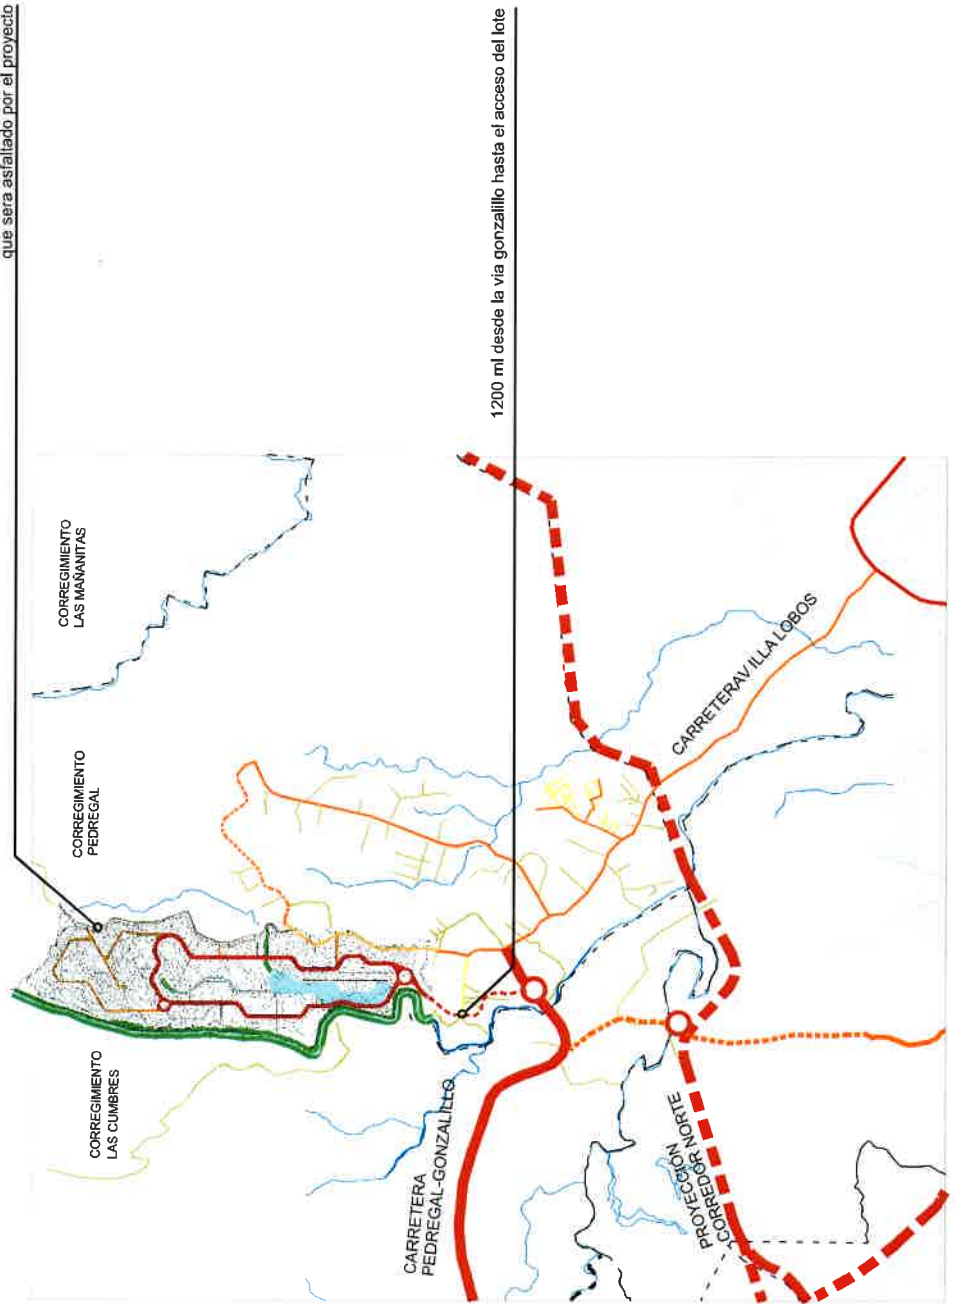 que sera asfaltado por el proyecto
1200 ml desde la via gonzalillo hasta el acceso del lote
CORREGIMIENTO
LAS CUMBRES
CORREGIMIENTO
PEDREGAL
CORREGIMIENTO
LAS MAÑANITAS
CARRETERA
PEDREGAL-GONZALILLO
PROYECCION
CORREDOR NORTE
CARRETERAV ILLA LOBOS